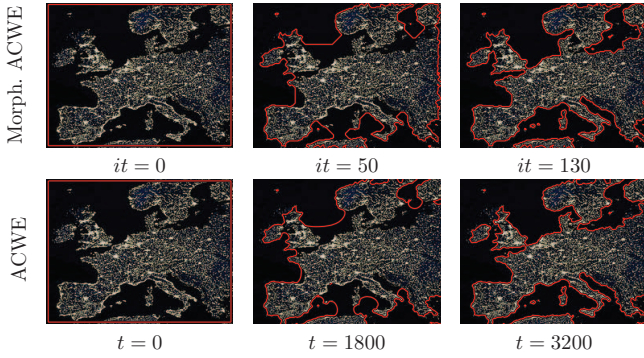 Morph. ACWE
it = 0 it = 50 it = 130
ACWE
t = 0 t = 1800 t = 3200